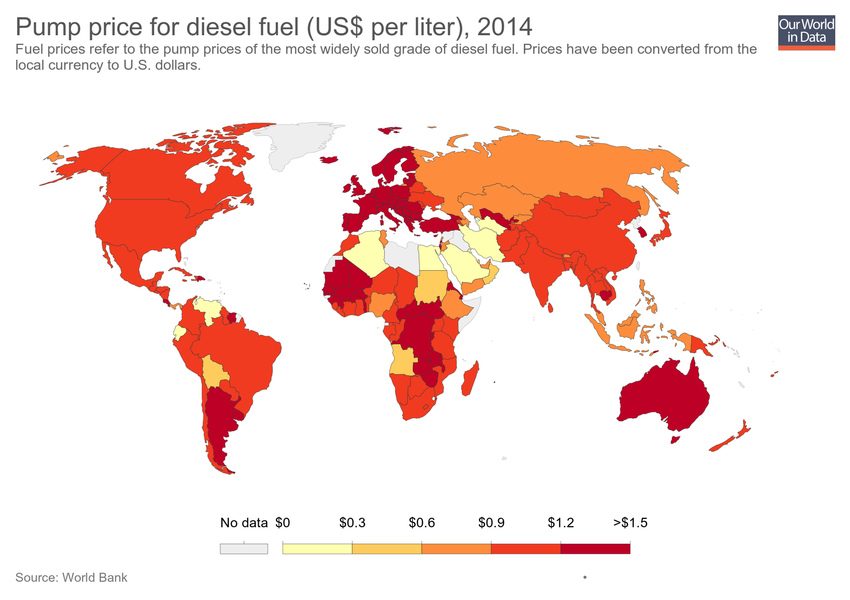 Pump price for diesel fuel (US$ per liter), 2014
Our World
in Data
Fuel prices refer to the pump prices of the most widely sold grade of diesel fuel. Prices have been converted from the
local currency to U.S. dollars.
No data $0 $0.3 $0.6 $0.9 $1.2 >$1.5
Source: World Bank